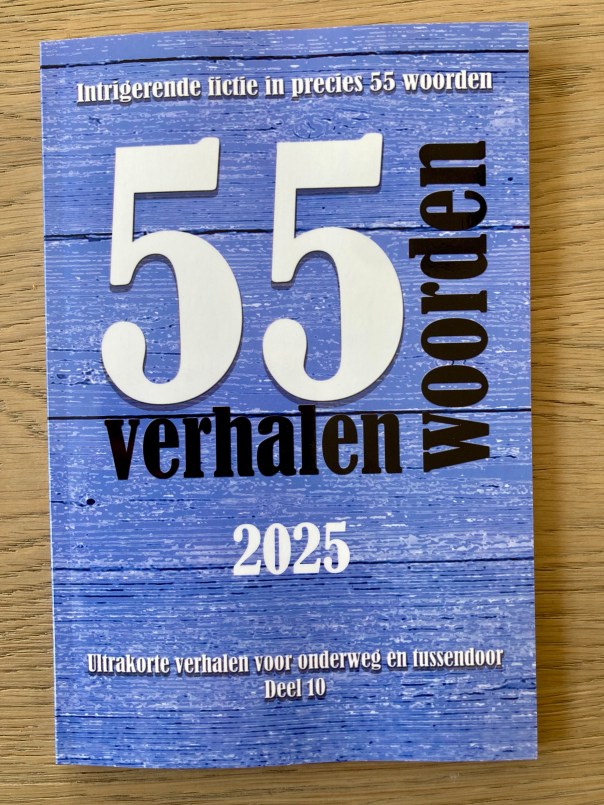 Intrigerende fictie in precies 55 woorden
55
woorden
verhalen
2025
Ultrakorte verhalen voor onderweg en tussendoor
Deel 10